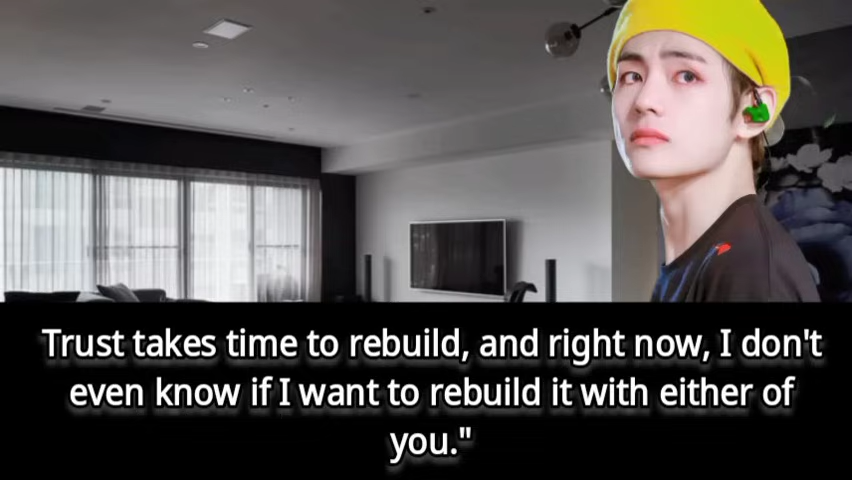 Trust takes time to rebuild, and right now, I don't
even know if I want to rebuild it with either of
you."